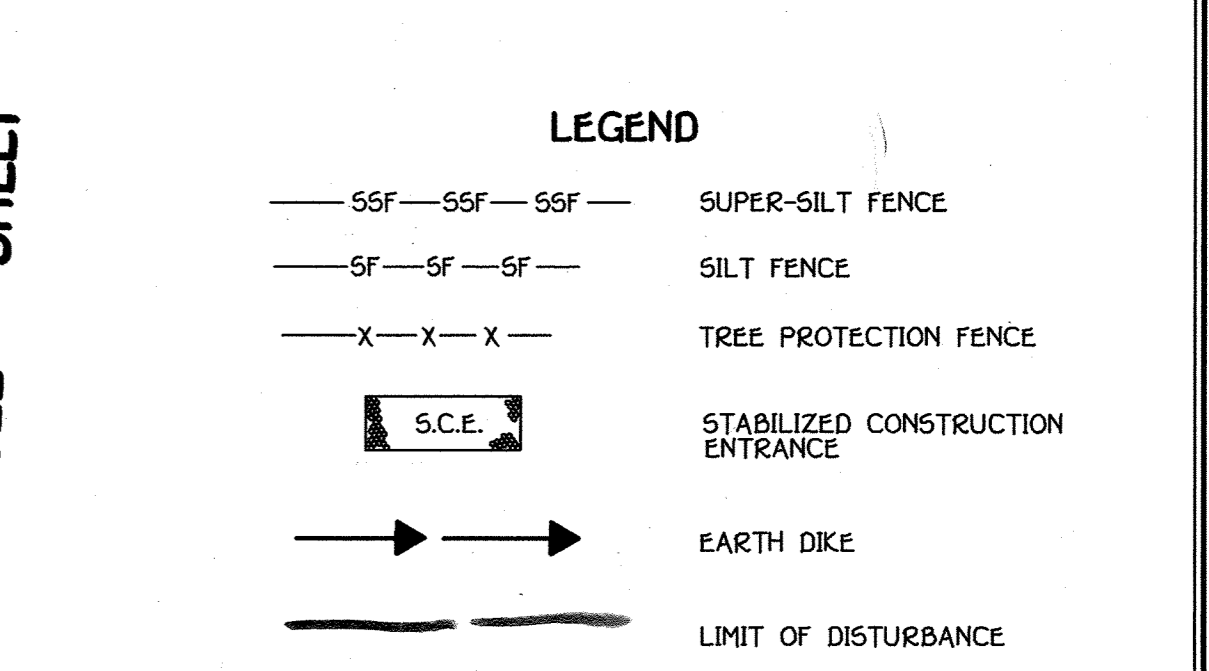 LEGEND
SSF SSF SSF SUPER-SILT FENCE
SF SF SF SILT FENCE
X X X TREE PROTECTION FENCE
S.C.E. STABILIZED CONSTRUCTION
ENTRANCE
EARTH DIKE
LIMIT OF DISTURBANCE